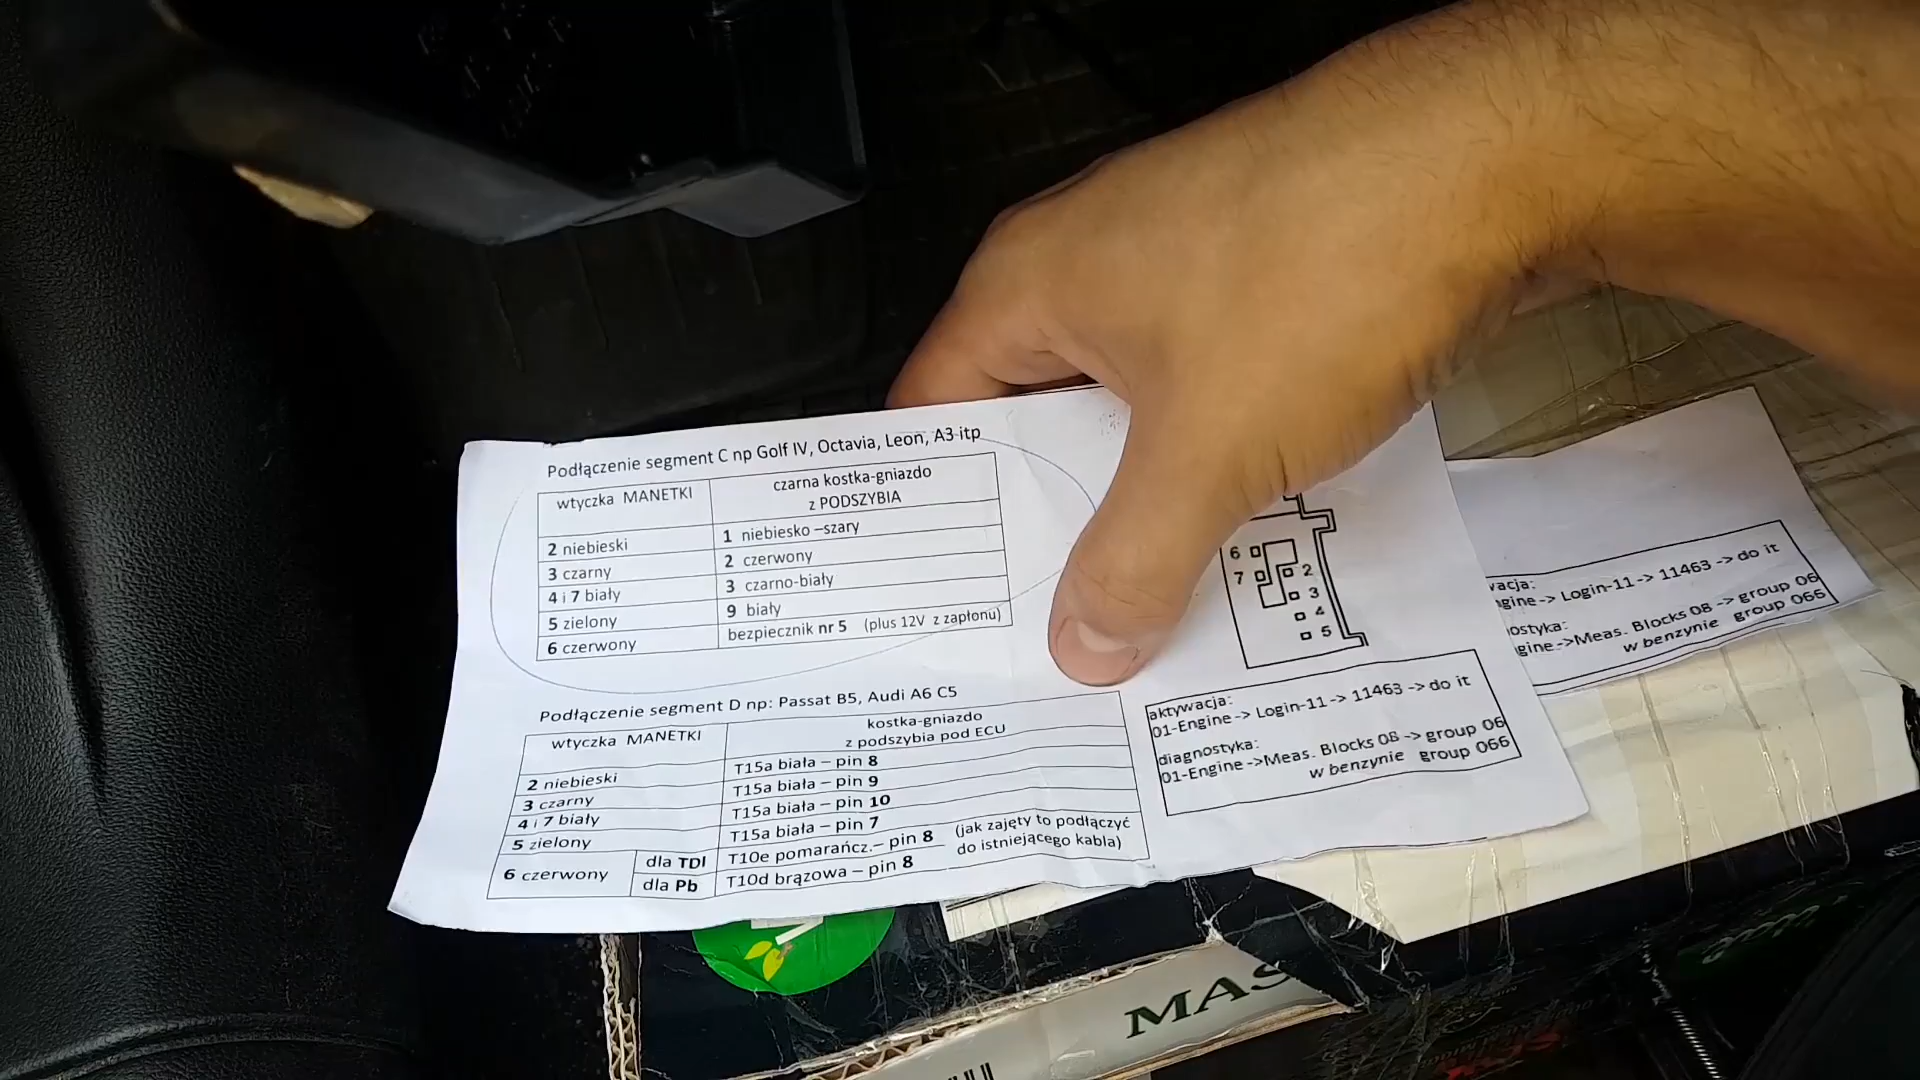 Podłączenie segment C np Golf IV, Octavia, Leon, A3 itp
wtyczka MANETKI
czarna kostka-gniazdo
z PODSZYBIA
2 niebieski
1 niebiesko –szary
3 czarny
2 czerwony
4 i 7 biały
3 czarno-biały
5 zielony
9 biały
6 czerwony
bezpiecznik nr 5 (plus 12V z zapłonu)
Podłączenie segment D np: Passat B5, Audi A6 C5
wtyczka MANETKI
kostka-gniazdo
z podszybia pod ECU
2 niebieski
T15a biała – pin 8
3 czarny
T15a biała – pin 9
4 i 7 biały
T15a biała – pin 10
5 zielony
T15a biała – pin 7
6 czerwony
dla TDI
T10e pomarańcz.– pin 8
dla Pb
T10d brązowa – pin 8
(jak zajęty to podłączyć
do istniejącego kabla)
6
7
2
3
4
5
aktywacja:
01-Engine -> Login-11 -> 11463 -> do it
diagnostyka:
01-Engine ->Meas. Blocks 08 -> group 06
w benzynie group 066
acja:
gine-> Login-11 -> 11463 -> do it
ostyka:
gine->Meas. Blocks 08 -> group 06
w benzynie group 066
MAS